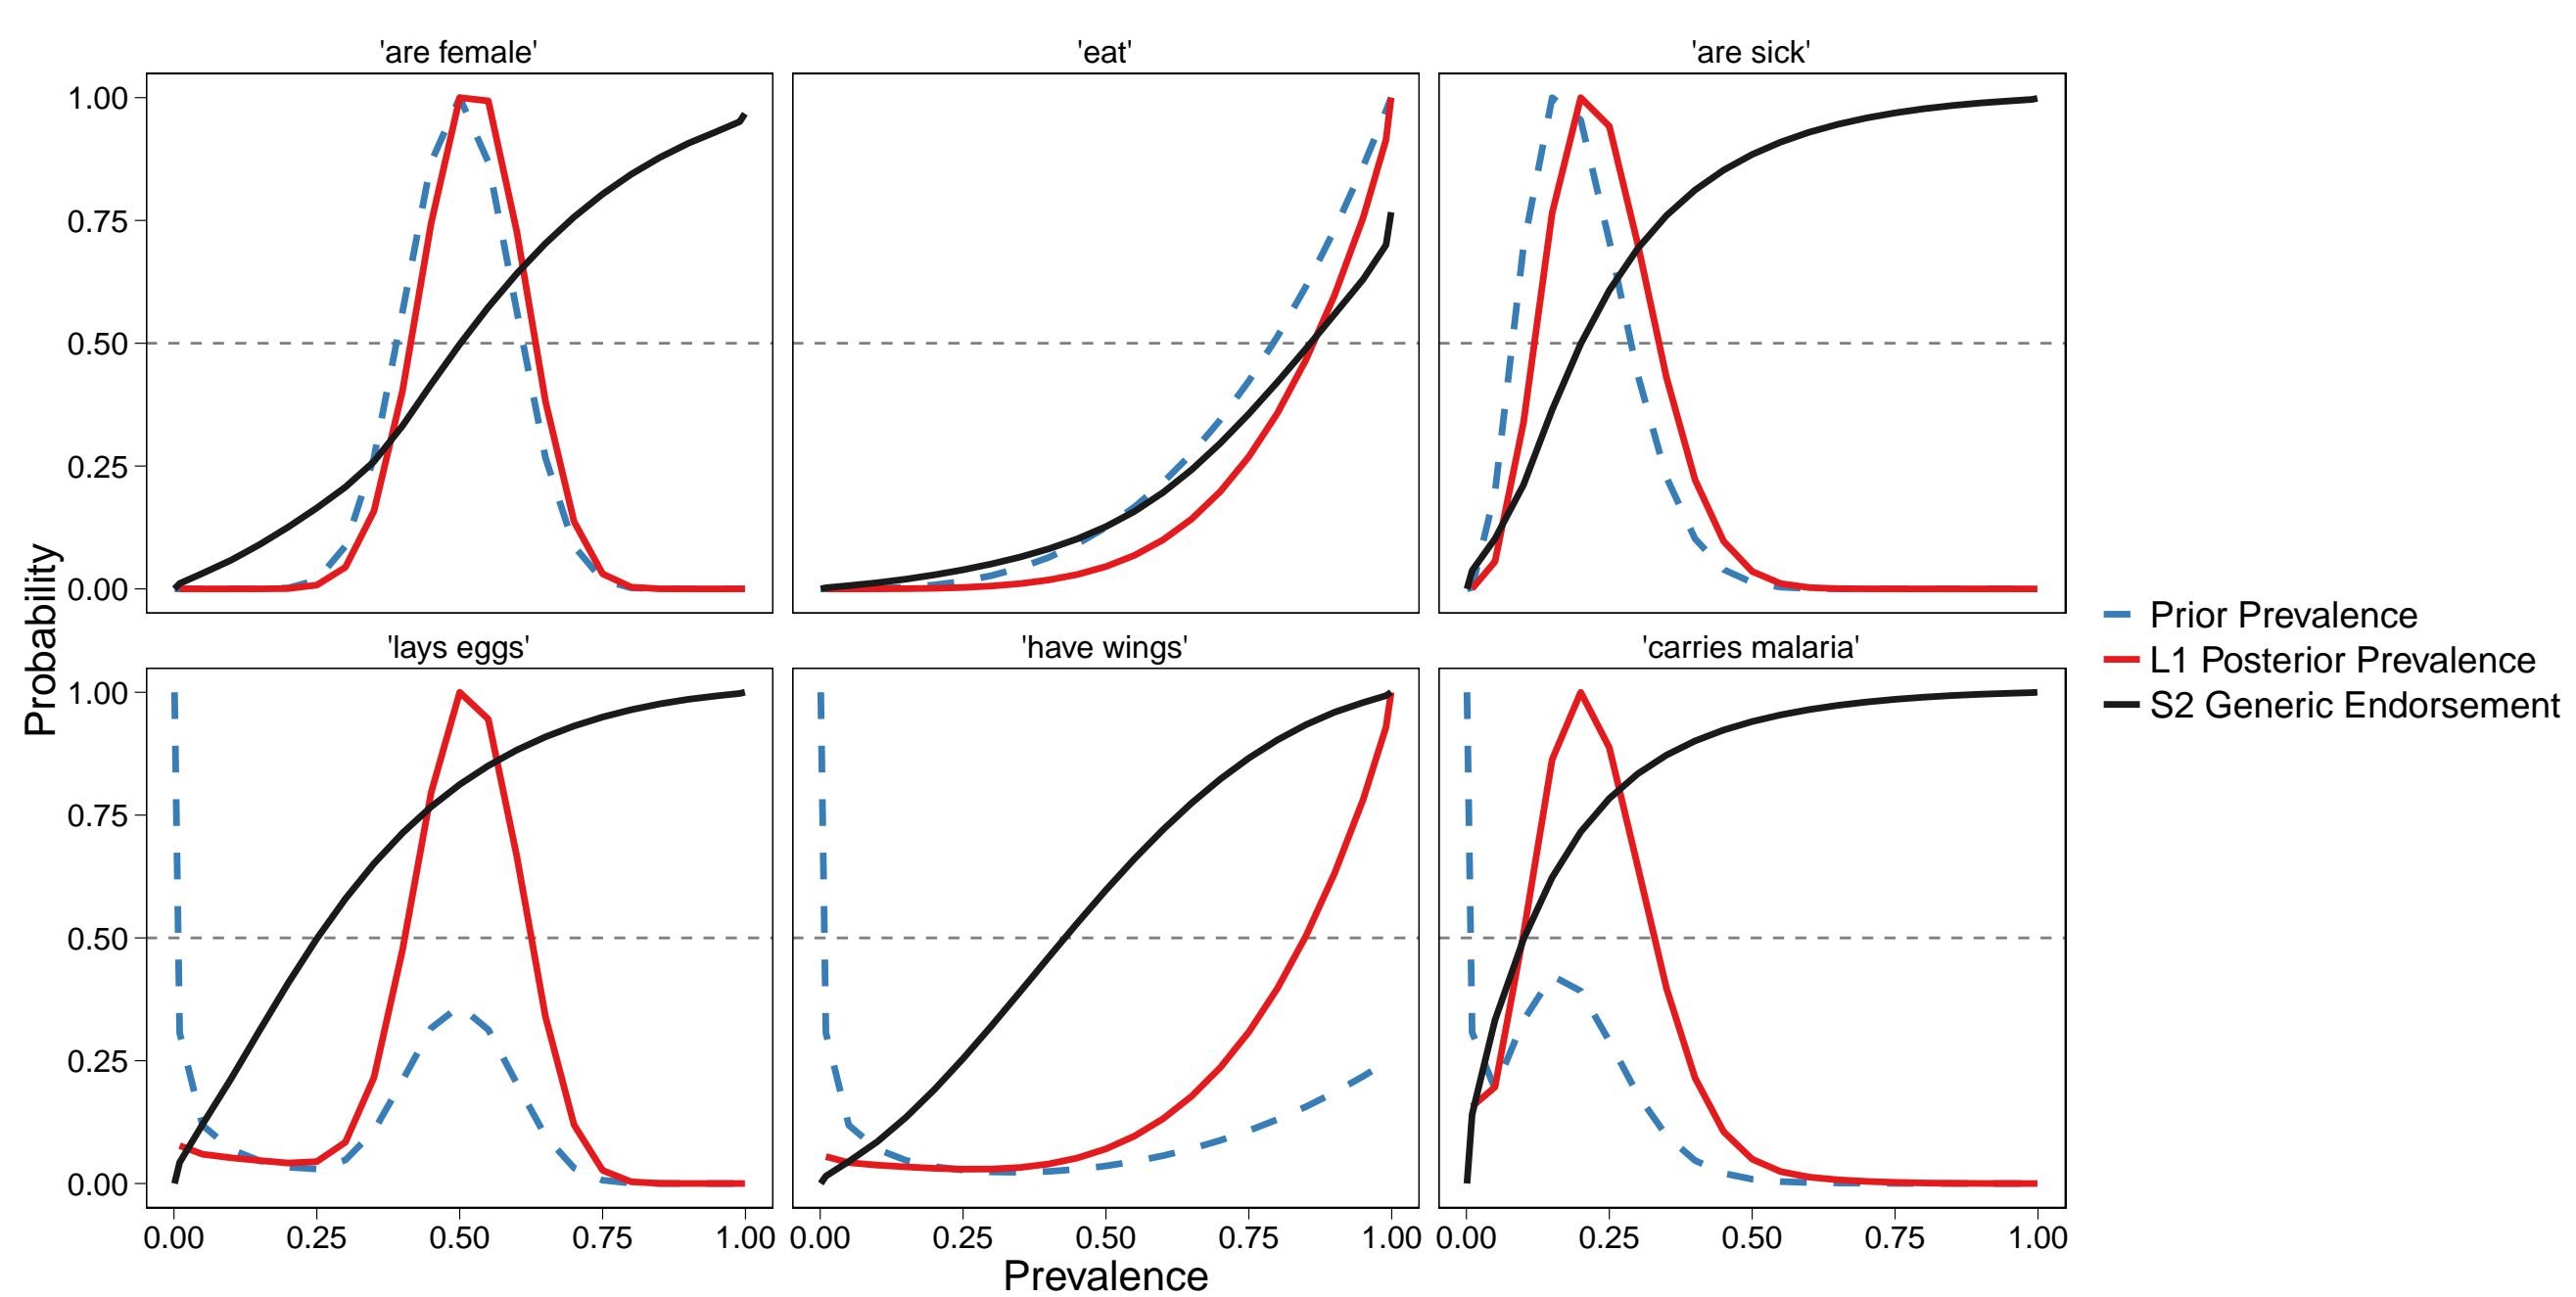 'are female'
'eat'
'are sick'
1.00
0.75
0.50
0.25
0.00
'lays eggs'
'have wings'
'carries malaria'
1.00
0.75
0.50
0.25
0.00
0.00 0.25 0.50 0.75 1.00
0.00 0.25 0.50 0.75 1.00
0.00 0.25 0.50 0.75 1.00
Prevalence
Probability
Prior Prevalence
L1 Posterior Prevalence
S2 Generic Endorsement